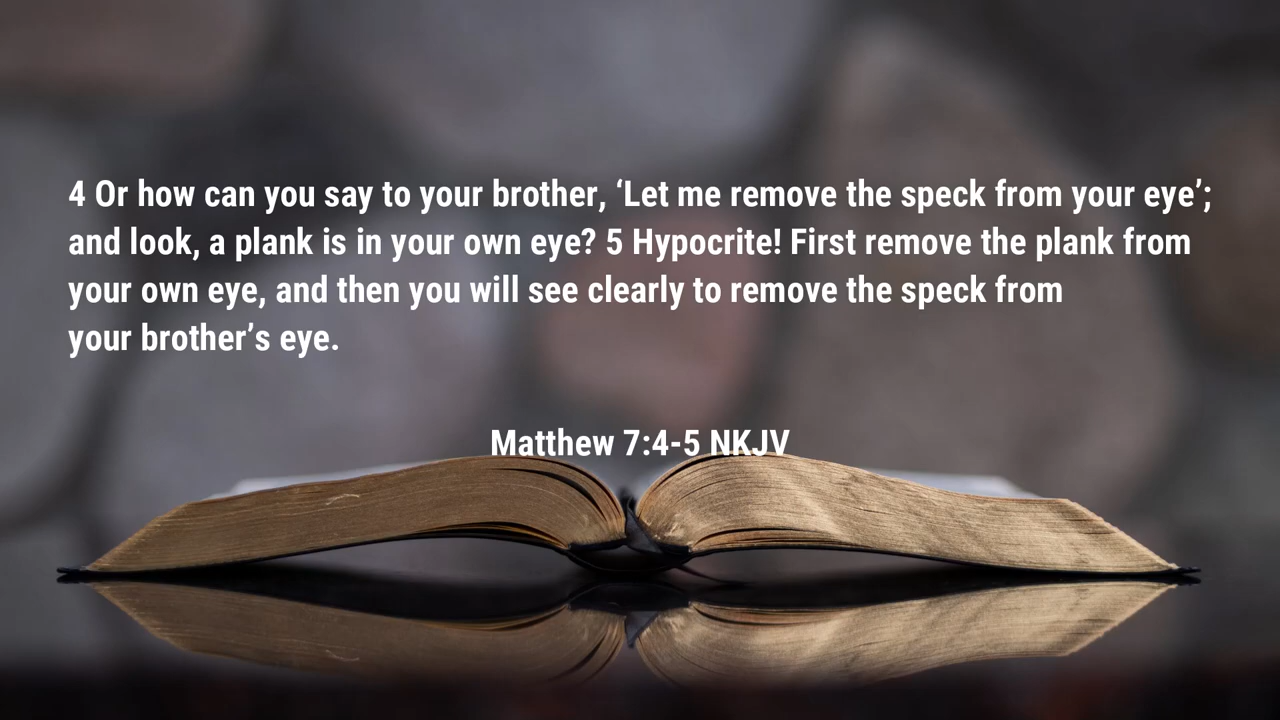 4 Or how can you say to your brother, ‘Let me remove the speck from your eye’;
and look, a plank is in your own eye? 5 Hypocrite! First remove the plank from
your own eye, and then you will see clearly to remove the speck from
your brother’s eye.
Matthew 7:4-5 NKJV